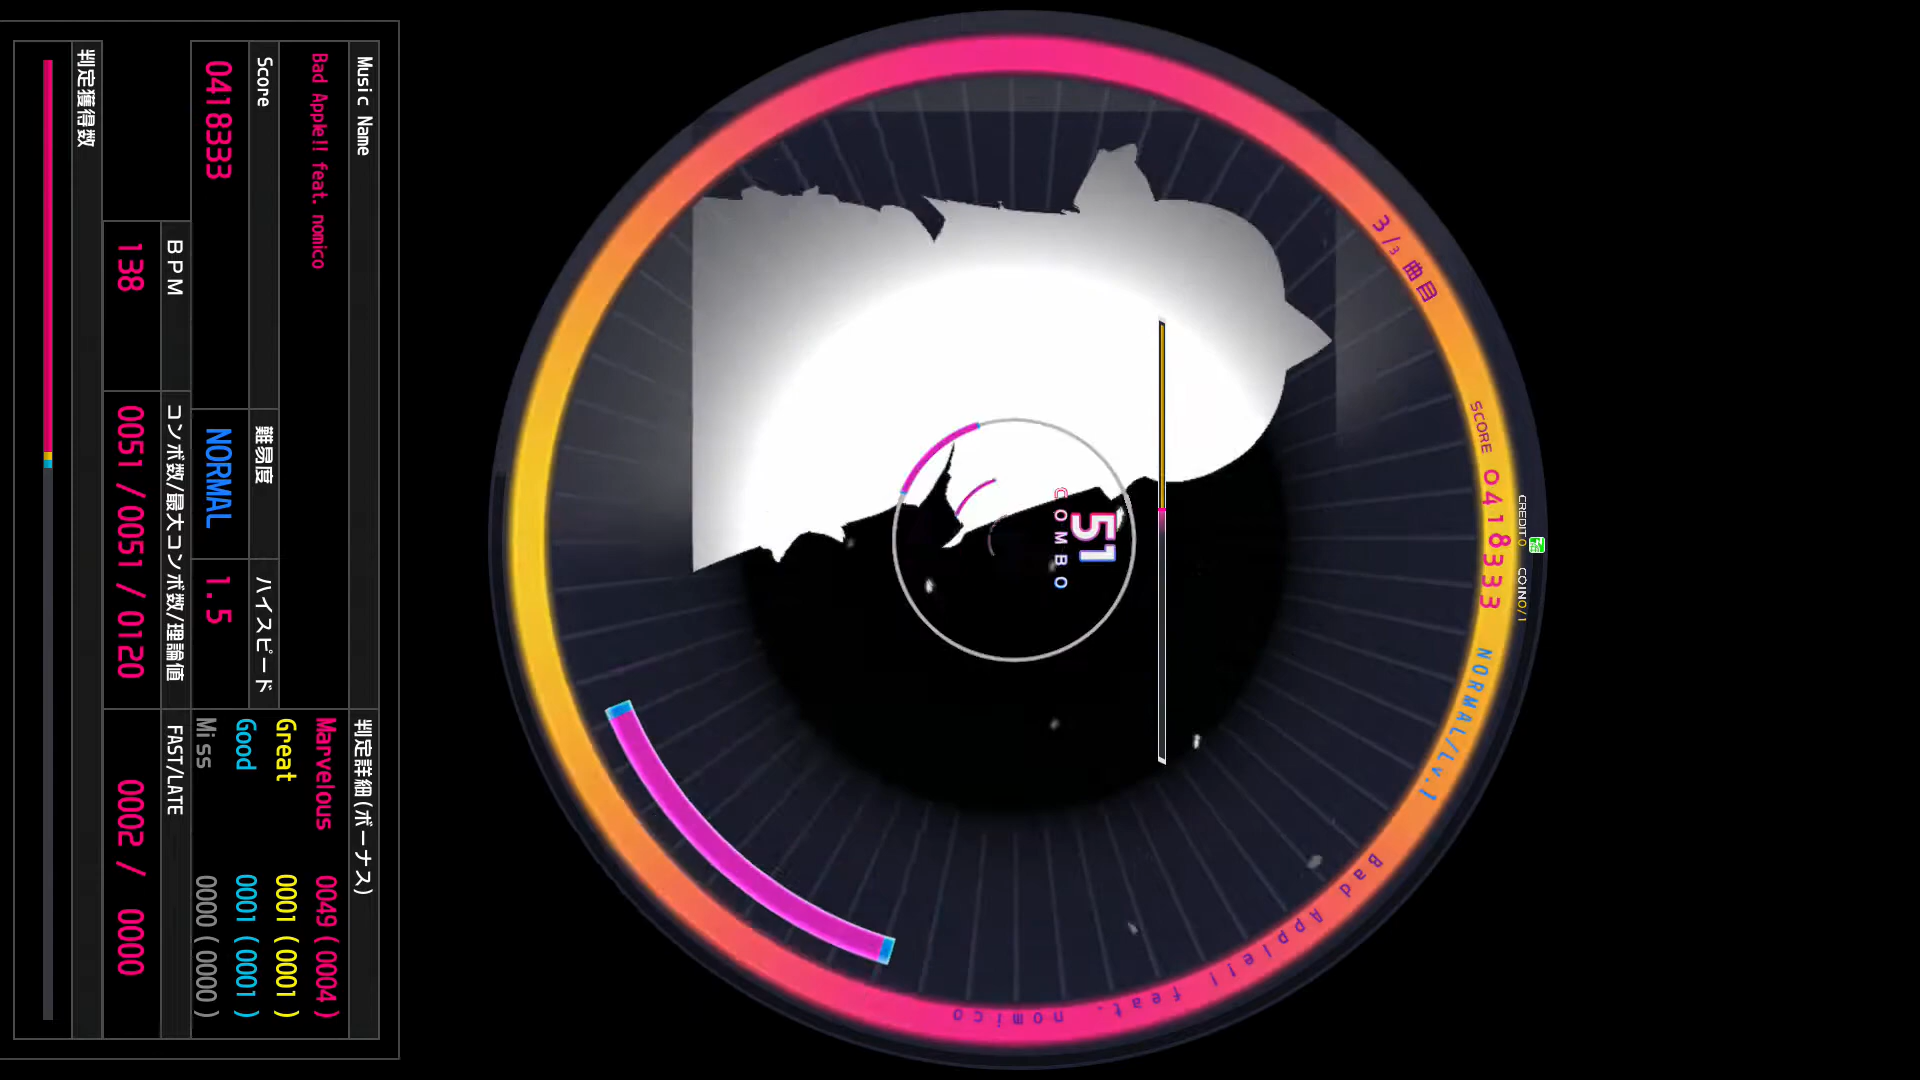 Music Name
Bad Apple!! feat. nomico
Score
0418333
難易度
NORMAL
ハイスピード
1.5
BPM
138
コンボ数/最大コンボ数/理論値
0051 / 0051 / 0120
判定獲得数
判定詳細(ボーナス)
Marvelous 0049 ( 0004 )
Great 0001 ( 0001 )
Good 0001 ( 0001 )
Miss 0000 ( 0000 )
FAST/LATE
0002 / 0000
51
COMBO
3/3 曲目
SCORE 0418333
NORMAL/Lv.1
Bad Apple!! feat. nomico
CREDIT0 COIN0/1